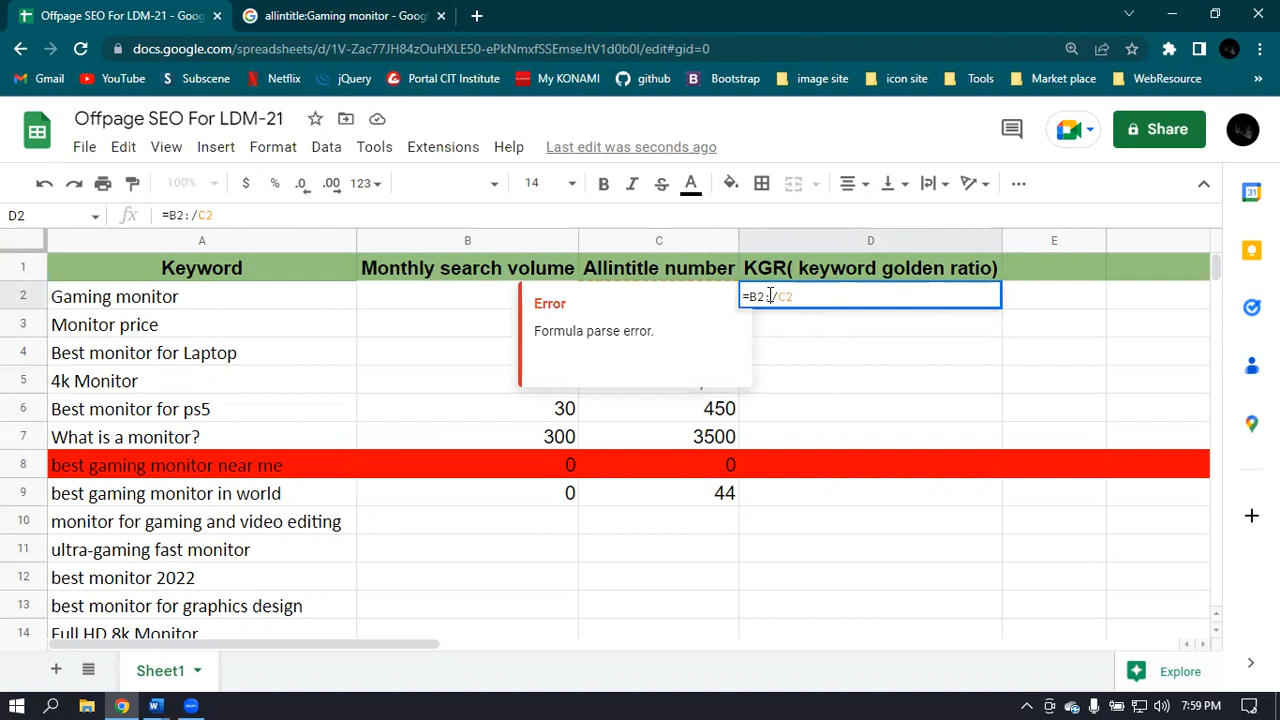 Offpage SEO For LDM-21 - Goog
allintitle:Gaming monitor - Goog
docs.google.com/spreadsheets/d/1V-Zac77JH84zOuHXLE50-ePkNmxfSSEmseJtV1d0b0I/edit#gid=0
Gmail YouTube Subscene Netflix jQuery Portal CIT Institute My KONAMI github Bootstrap image site icon site Tools Market place WebResource »
Offpage SEO For LDM-21
Share
File Edit View Insert Format Data Tools Extensions Help Last edit was seconds ago
100% $ % .0 .00 123 14 B I S A
D2 fx =B2:/C2
A B C D E
1 Keyword Monthly search volume Allintitle number KGR( keyword golden ratio)
2 Gaming monitor =B2:/C2
Error
3 Monitor price
Formula parse error.
4 Best monitor for Laptop
5 4k Monitor
6 Best monitor for ps5 30 450
7 What is a monitor? 300 3500
8 best gaming monitor near me 0 0
9 best gaming monitor in world 0 44
10 monitor for gaming and video editing
11 ultra-gaming fast monitor
12 best monitor 2022
13 best monitor for graphics design
14 Full HD 8k Monitor
Sheet1
Explore
31
7:59 PM